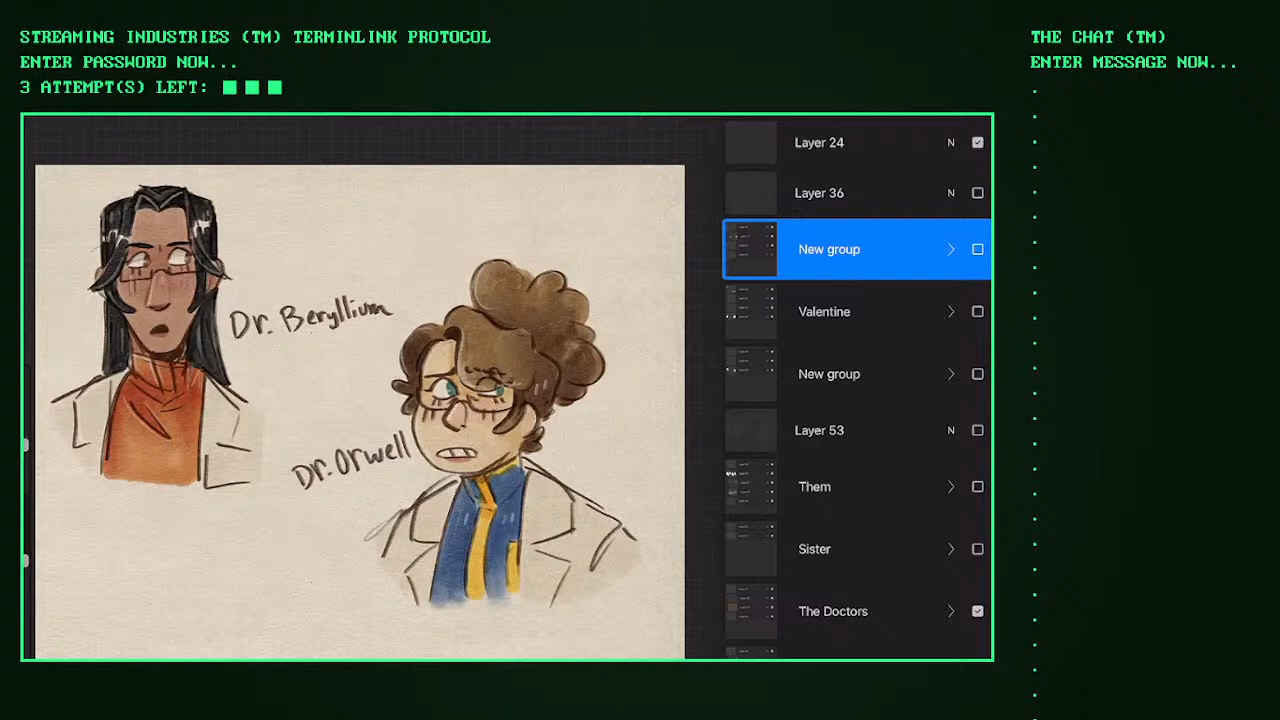 STREAMING INDUSTRIES (TM) TERMINLINK PROTOCOL
ENTER PASSWORD NOW...
3 ATTEMPT(S) LEFT:
THE CHAT (TM)
ENTER MESSAGE NOW...
Dr. Beryllium
Dr. Orwell
Layer 24 N
Layer 36 N
New group
Valentine
New group
Layer 53 N
Them
Sister
The Doctors